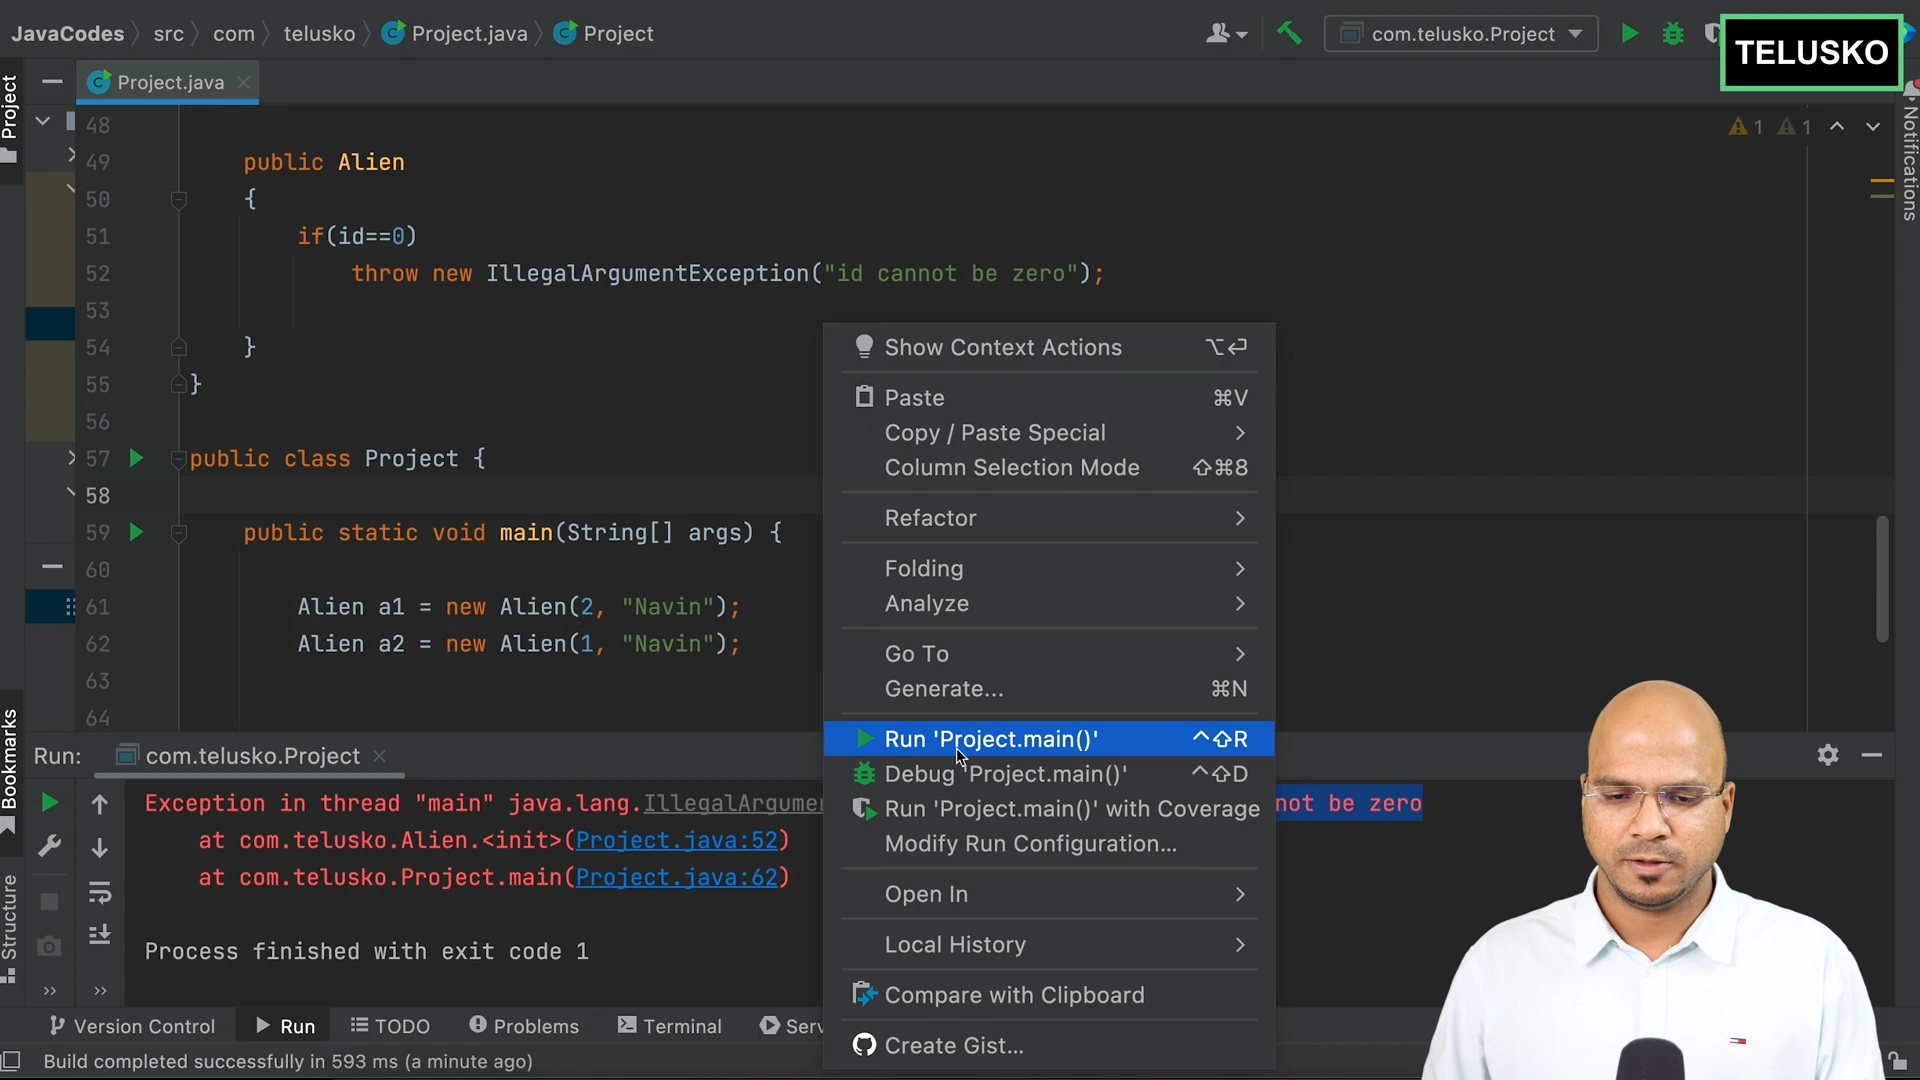 JavaCodes src com telusko Project.java Project
com.telusko.Project
TELUSKO
Project
Project.java
Notifications
1 1
48
49 public Alien
50 {
51 if(id==0)
52 throw new IllegalArgumentException("id cannot be zero");
53
54 }
55 }
56
57 public class Project {
58
59 public static void main(String[] args) {
60
61 Alien a1 = new Alien(2, "Navin");
62 Alien a2 = new Alien(1, "Navin");
63
64
Show Context Actions ⌥⏎
Paste ⌘V
Copy / Paste Special
Column Selection Mode ⇧⌘8
Refactor
Folding
Analyze
Go To
Generate... ⌘N
Run 'Project.main()' ^⇧R
Debug 'Project.main()' ^⇧D
Run 'Project.main()' with Coverage
Modify Run Configuration...
Open In
Local History
Compare with Clipboard
Create Gist...
Bookmarks
Structure
Run: com.telusko.Project
Exception in thread "main" java.lang. not be zero
at com.telusko.Alien.<init>(Project.java:52)
at com.telusko.Project.main(Project.java:62)
Process finished with exit code 1
Version Control Run TODO Problems Terminal
Build completed successfully in 593 ms (a minute ago)